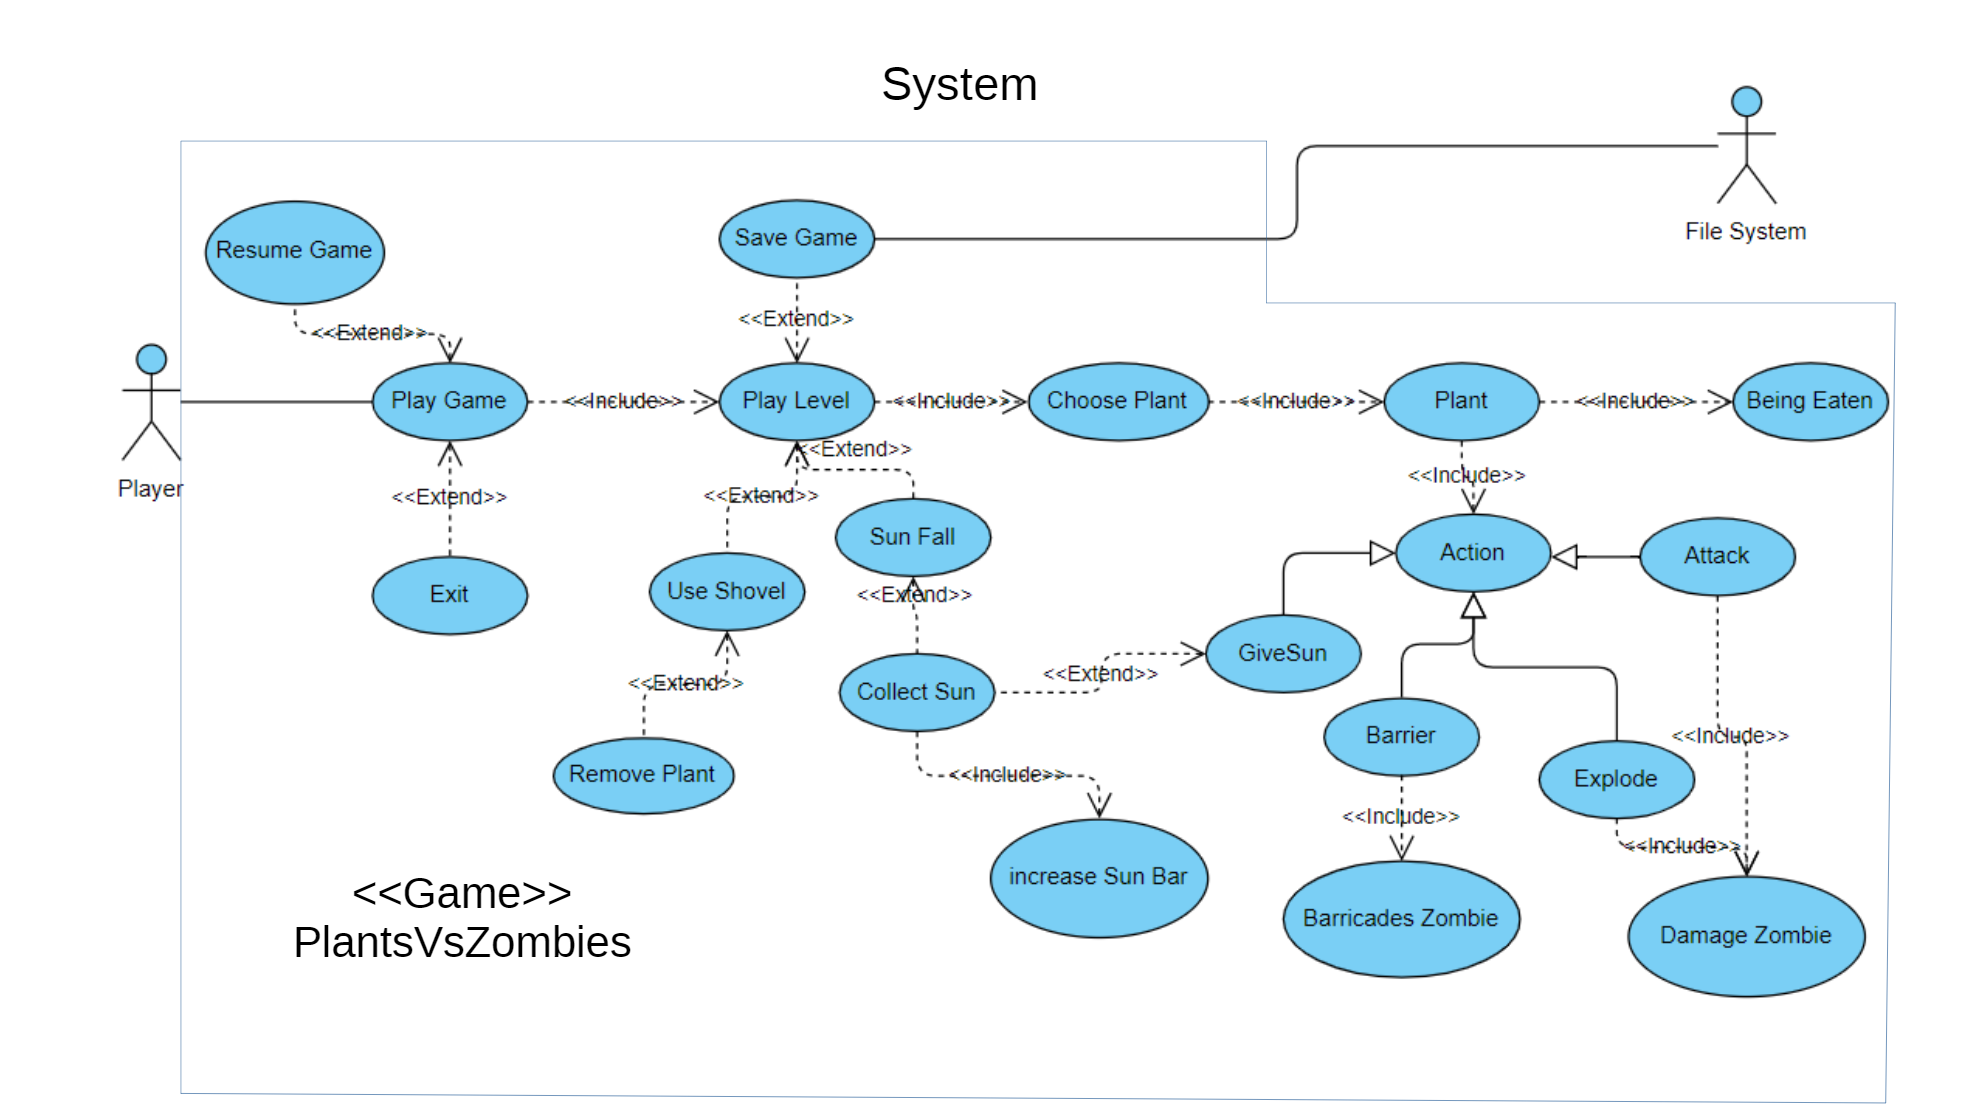 System
File System
Resume Game
Save Game
<<Extend>>
<<Extend>>
Player
Play Game
<<Include>>
Play Level
<<Include>>
Choose Plant
<<Include>>
Plant
<<Include>>
Being Eaten
<<Extend>>
<<Extend>>
<<Extend>>
<<Include>>
Exit
Use Shovel
Sun Fall
Action
Attack
<<Extend>>
<<Extend>>
Collect Sun
<<Extend>>
GiveSun
Remove Plant
<<Include>>
Barrier
<<Include>>
Explode
<<Include>>
<<Include>>
increase Sun Bar
Barricades Zombie
Damage Zombie
<<Game>>
PlantsVsZombies